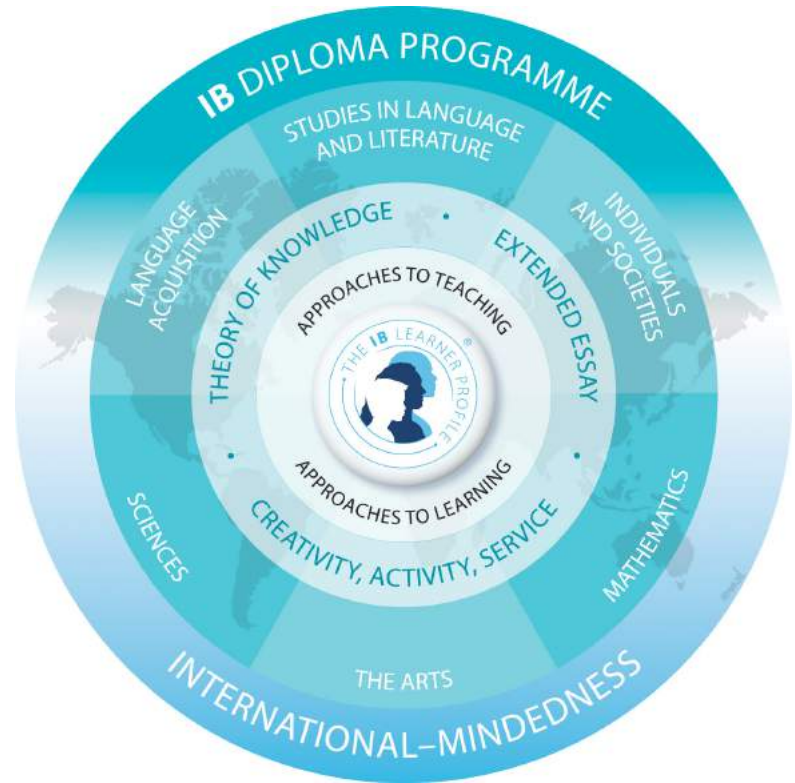 IB DIPLOMA PROGRAMME
STUDIES IN LANGUAGE
AND LITERATURE
LANGUAGE
ACQUISITION
INDIVIDUALS
AND SOCIETIES
THEORY OF KNOWLEDGE
•
EXTENDED ESSAY
APPROACHES TO TEACHING
THE IB LEARNER PROFILE ®
APPROACHES TO LEARNING
• CREATIVITY, ACTIVITY, SERVICE •
SCIENCES
MATHEMATICS
THE ARTS
INTERNATIONAL–MINDEDNESS